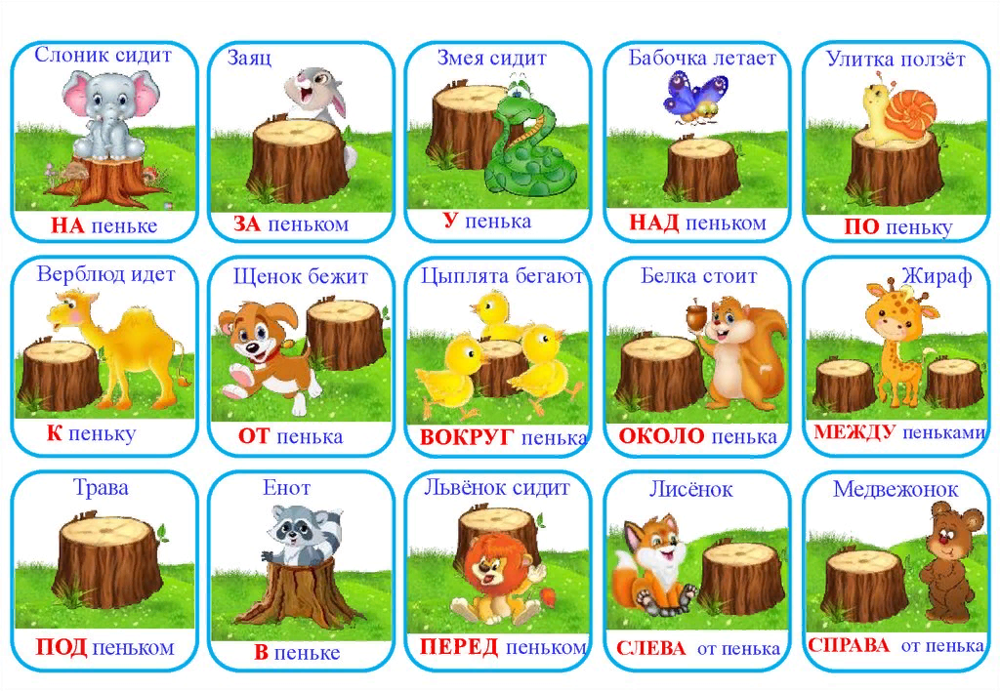 Слоник сидит
НА пеньке
Заяц
ЗА пеньком
Змея сидит
У пенька
Бабочка летает
НАД пеньком
Улитка ползёт
ПО пеньку
Верблюд идет
К пеньку
Щенок бежит
ОТ пенька
Цыплята бегают
ВОКРУГ пенька
Белка стоит
ОКОЛО пенька
Жираф
МЕЖДУ пеньками
Трава
ПОД пеньком
Енот
В пеньке
Львёнок сидит
ПЕРЕД пеньком
Лисёнок
СЛЕВА от пенька
Медвежонок
СПРАВА от пенька